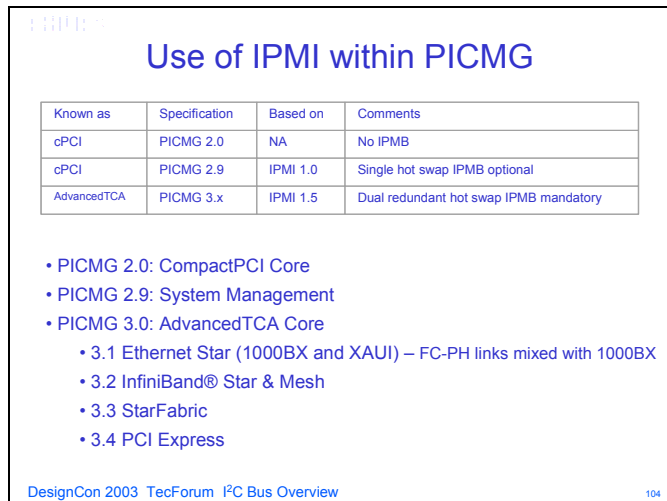 Use of IPMI within PICMG
Known as Specification Based on Comments
cPCI PICMG 2.0 NA No IPMB
cPCI PICMG 2.9 IPMI 1.0 Single hot swap IPMB optional
AdvancedTCA PICMG 3.x IPMI 1.5 Dual redundant hot swap IPMB mandatory
• PICMG 2.0: CompactPCI Core
• PICMG 2.9: System Management
• PICMG 3.0: AdvancedTCA Core
• 3.1 Ethernet Star (1000BX and XAUI) – FC-PH links mixed with 1000BX
• 3.2 InfiniBand® Star & Mesh
• 3.3 StarFabric
• 3.4 PCI Express
DesignCon 2003 TecForum I²C Bus Overview 104